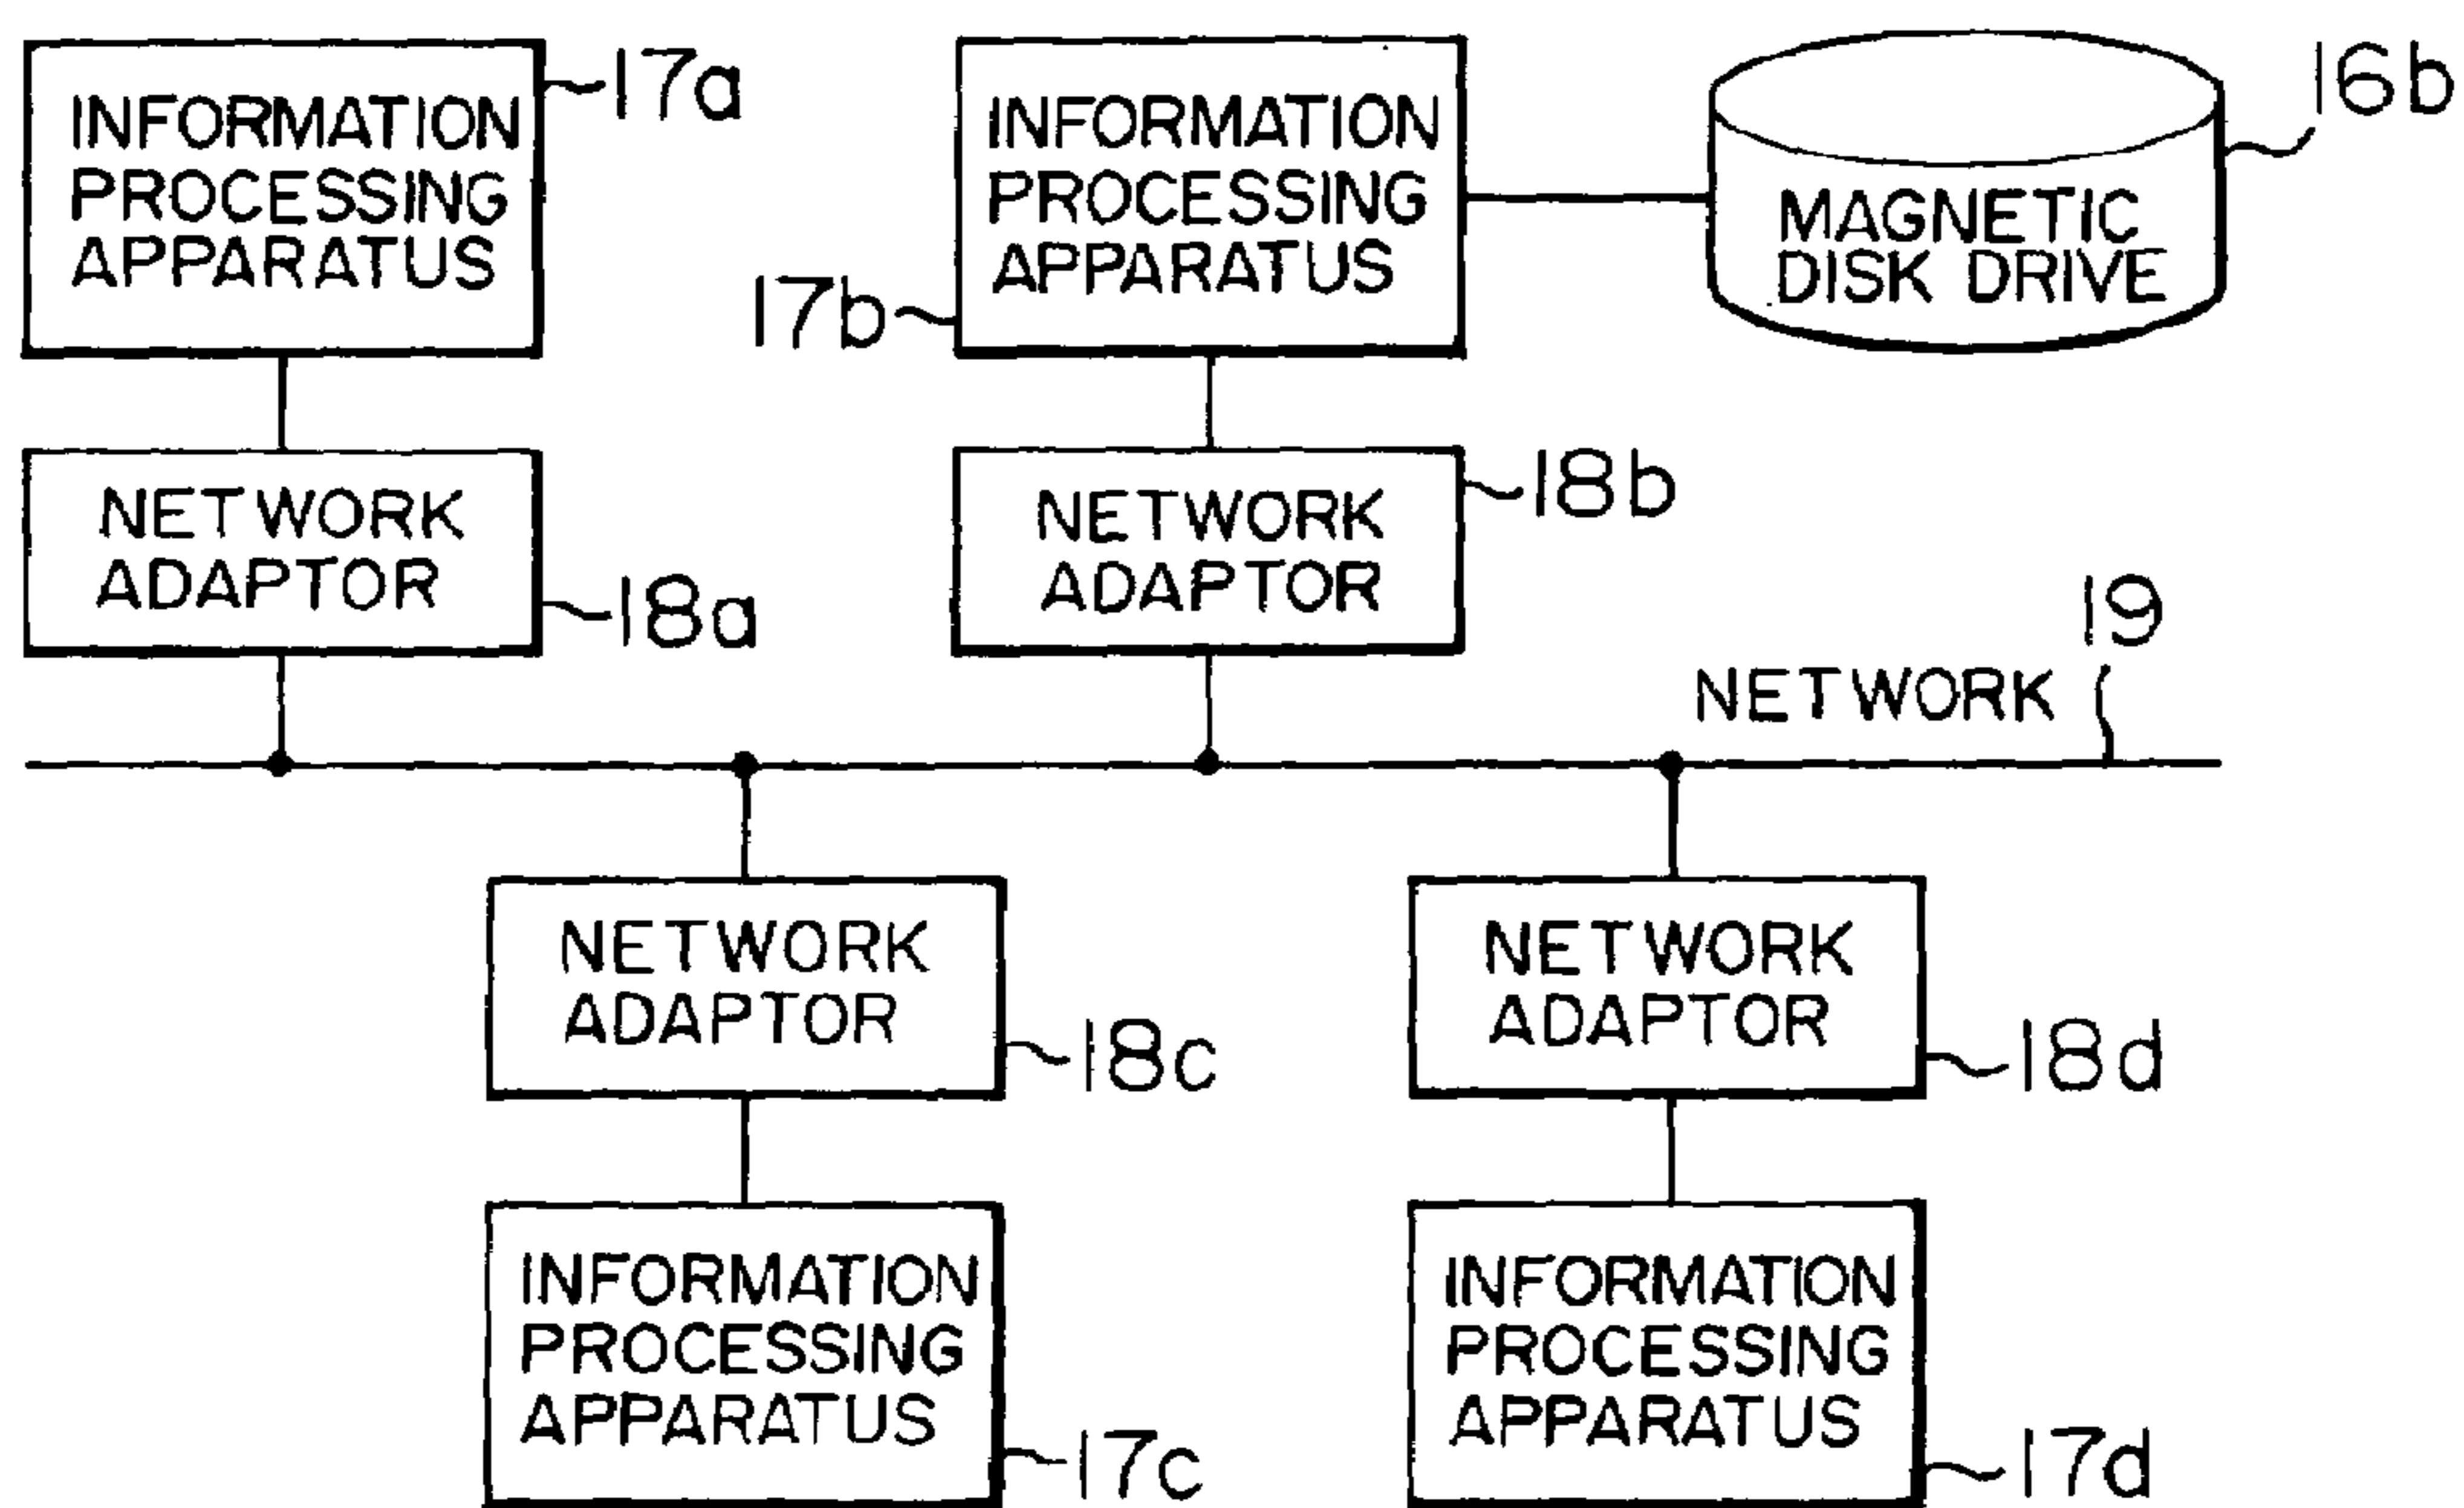 INFORMATION
PROCESSING
APPARATUS
17a
INFORMATION
PROCESSING
APPARATUS
17b
MAGNETIC
DISK DRIVE
16b
NETWORK
ADAPTOR
18a
NETWORK
ADAPTOR
18b
NETWORK
19
NETWORK
ADAPTOR
18c
NETWORK
ADAPTOR
18d
INFORMATION
PROCESSING
APPARATUS
17c
INFORMATION
PROCESSING
APPARATUS
17d